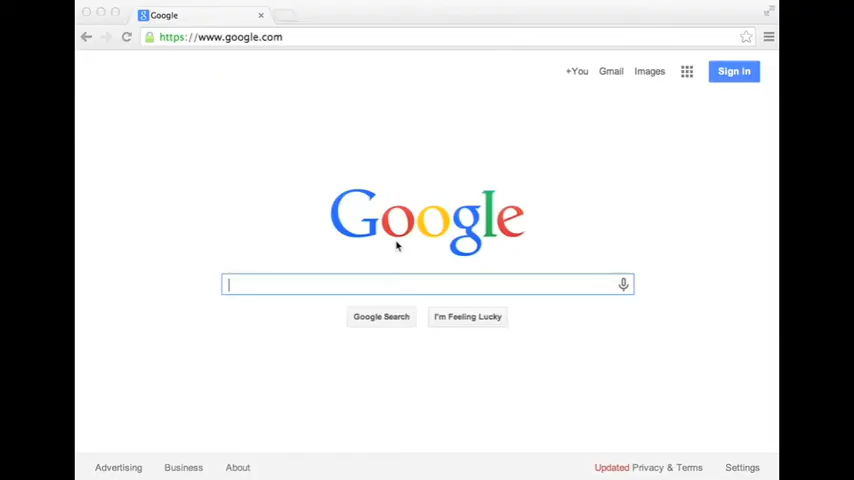 Google
https://www.google.com
+You Gmail Images Sign in
Google
Google Search I'm Feeling Lucky
Advertising Business About Updated Privacy & Terms Settings